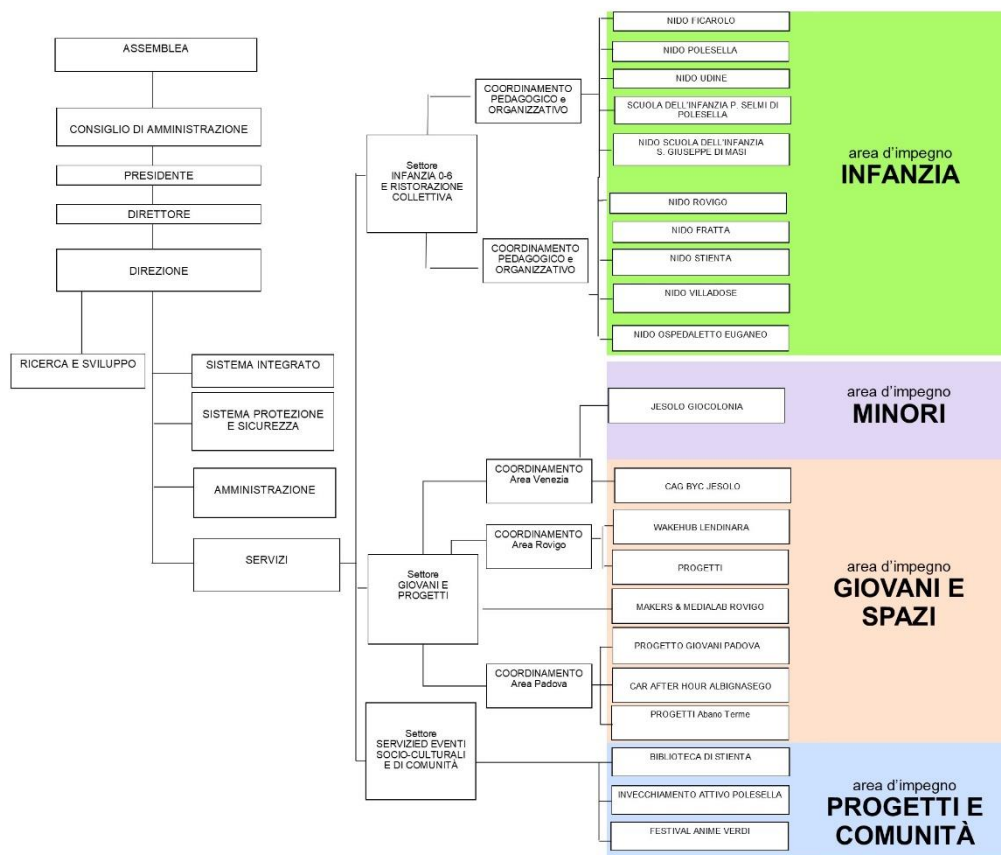 ASSEMBLEA
CONSIGLIO DI AMMINISTRAZIONE
PRESIDENTE
DIRETTORE
DIREZIONE
RICERCA E SVILUPPO
SISTEMA INTEGRATO
SISTEMA PROTEZIONE
E SICUREZZA
AMMINISTRAZIONE
SERVIZI
Settore
INFANZIA 0-6
E RISTORAZIONE
COLLETTIVA
COORDINAMENTO
PEDAGOGICO e
ORGANIZZATIVO
COORDINAMENTO
PEDAGOGICO e
ORGANIZZATIVO
NIDO FICAROLO
NIDO POLESELLA
NIDO UDINE
SCUOLA DELL'INFANZIA P. SELMI DI
POLESELLA
NIDO SCUOLA DELL'INFANZIA
S. GIUSEPPE DI MASI
NIDO ROVIGO
NIDO FRATTA
NIDO STIENTA
NIDO VILLADOSE
NIDO OSPEDALETTO EUGANEO
area d'impegno
INFANZIA
Settore
GIOVANI E
PROGETTI
COORDINAMENTO
Area Venezia
COORDINAMENTO
Area Rovigo
COORDINAMENTO
Area Padova
JESOLO GIOCOLONIA
area d'impegno
MINORI
CAG BYC JESOLO
WAKEHUB LENDINARA
PROGETTI
MAKERS & MEDIALAB ROVIGO
PROGETTO GIOVANI PADOVA
CAR AFTER HOUR ALBIGNASEGO
PROGETTI Abano Terme
area d'impegno
GIOVANI E
SPAZI
Settore
SERVIZIED EVENTI
SOCIO-CULTURALI
E DI COMUNITÀ
BIBLIOTECA DI STIENTA
INVECCHIAMENTO ATTIVO POLESELLA
FESTIVAL ANIME VERDI
area d'impegno
PROGETTI E
COMUNITÀ